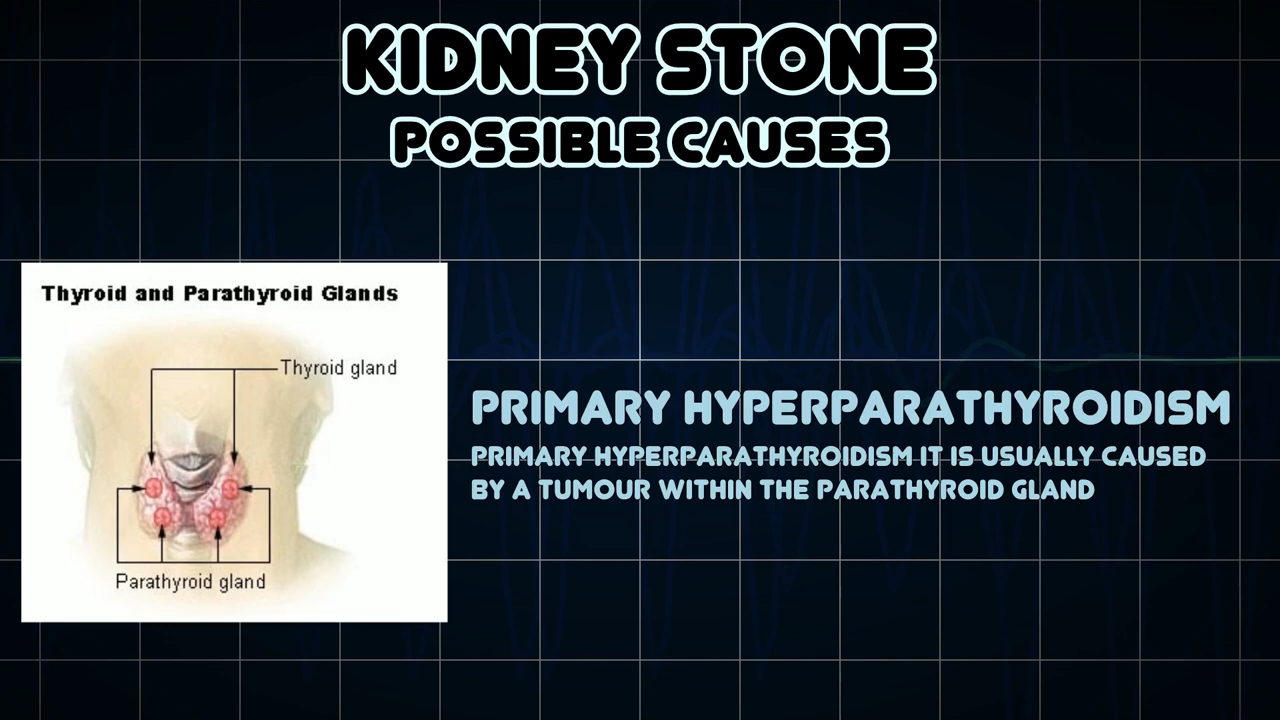 KIDNEY STONE
POSSIBLE CAUSES
Thyroid and Parathyroid Glands
Thyroid gland
Parathyroid gland
PRIMARY HYPERPARATHYROIDISM
PRIMARY HYPERPARATHYROIDISM IT IS USUALLY CAUSED
BY A TUMOUR WITHIN THE PARATHYROID GLAND